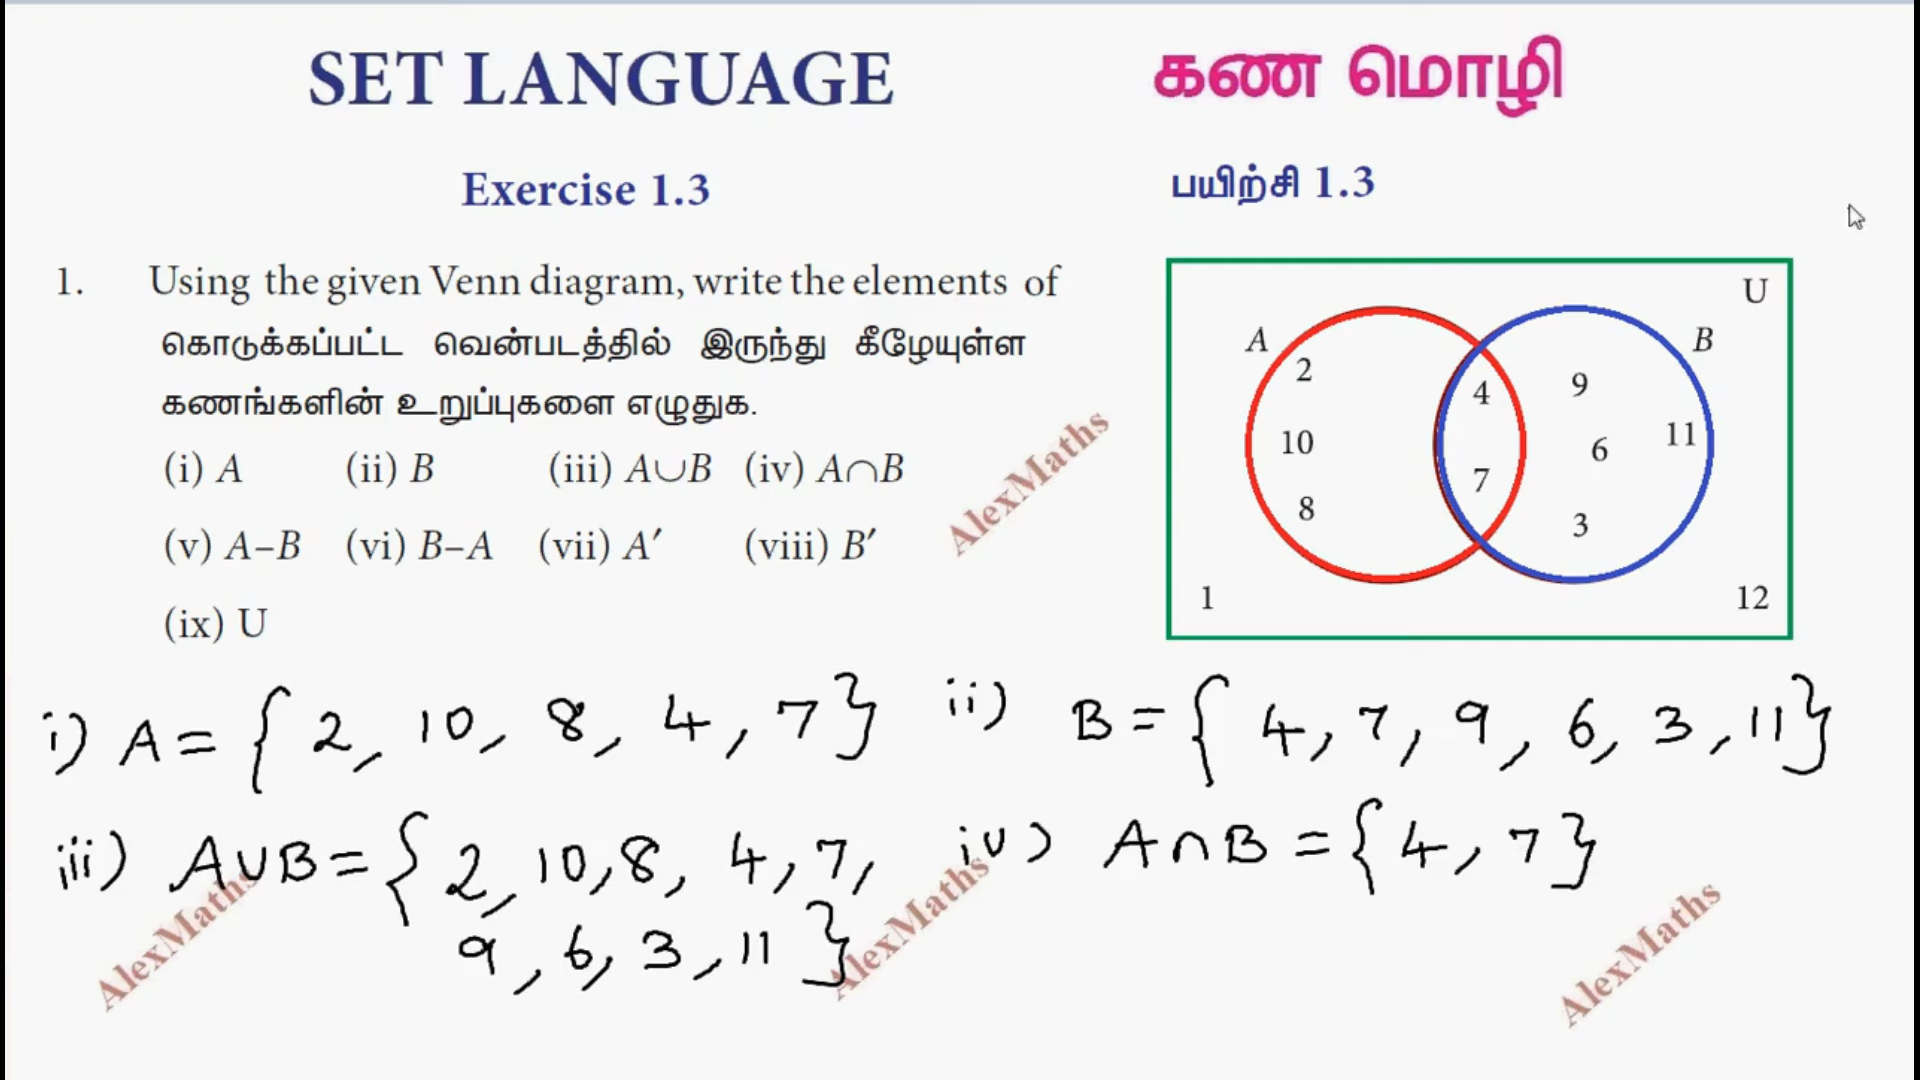 SET LANGUAGE
கண மொழி
Exercise 1.3
பயிற்சி 1.3
1. Using the given Venn diagram, write the elements of
கொடுக்கப்பட்ட வென்படத்தில் இருந்து கீழேயுள்ள
கணங்களின் உறுப்புகளை எழுதுக.
(i) A (ii) B (iii) A∪B (iv) A∩B
(v) A–B (vi) B–A (vii) A′ (viii) B′
(ix) U
U
A B
2 4 9
10 6 11
7
8 3
1 12
AlexMaths
i) A = { 2, 10, 8, 4, 7 } ii) B = { 4, 7, 9, 6, 3, 11 }
iii) A∪B = { 2, 10, 8, 4, 7, iv) A∩B = { 4, 7 }
9, 6, 3, 11 }
AlexMaths
AlexMaths
AlexMaths